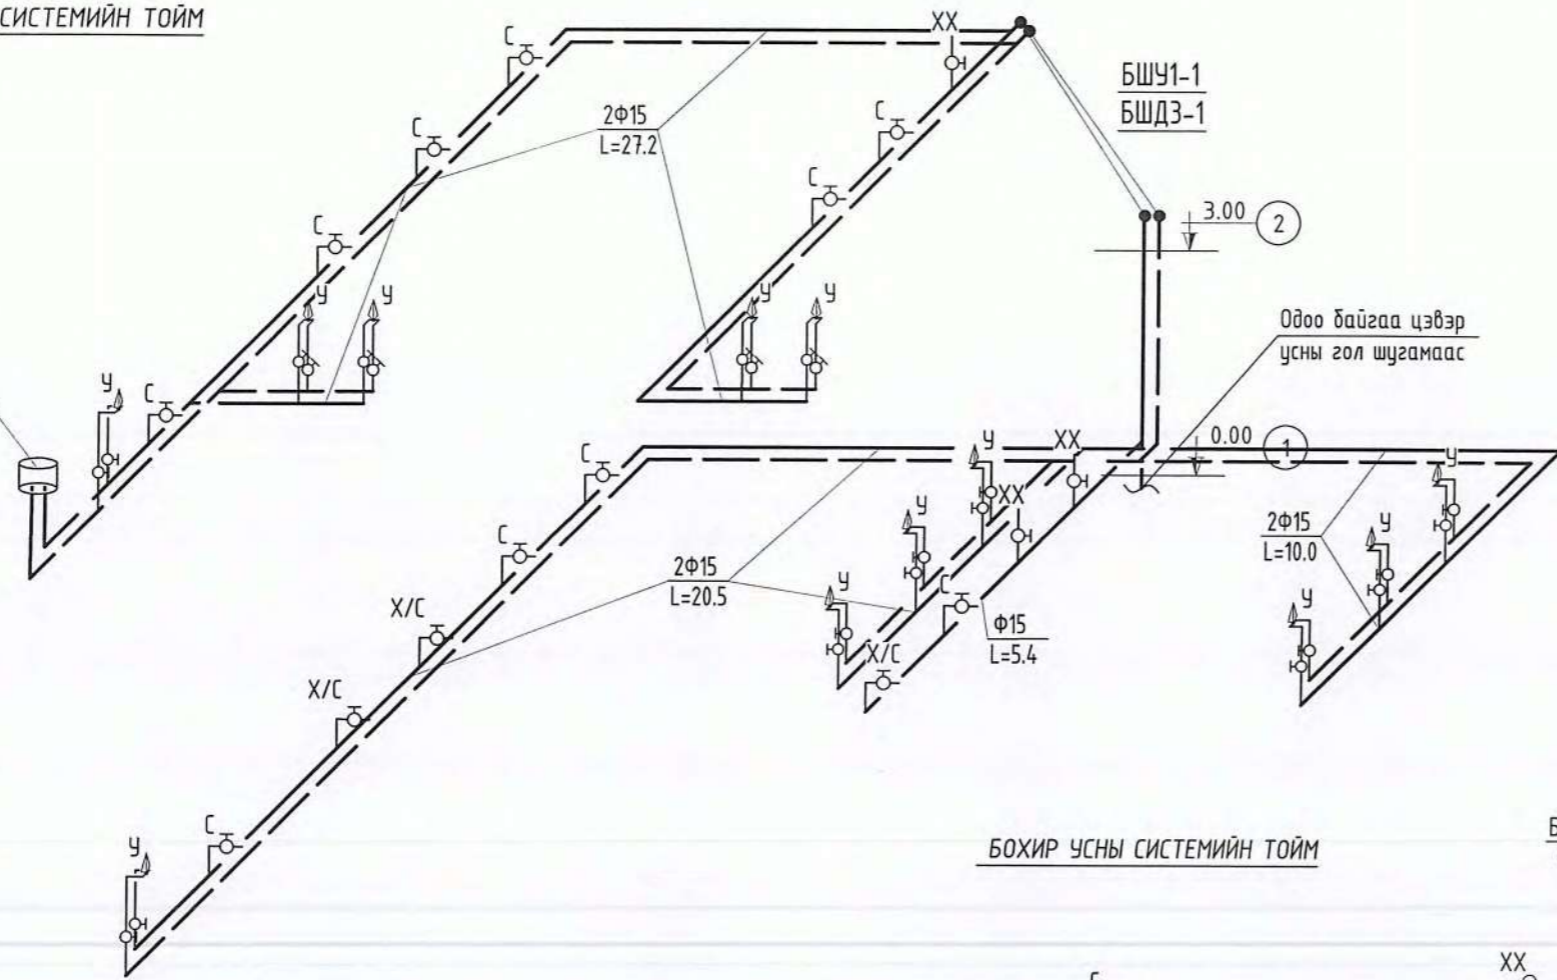 СИСТЕМИЙН ТОЙМ
XX
С
БШУ1-1
БШДЗ-1
2Ф15
L=27.2
С
С
С
3.00
2
С
У
У
У
У
Одоо байгаа цэвэр
усны гол шугамаас
У
С
0.00
1
У
XX
У
С
XX
У
2Ф15
L=10.0
У
С
2Ф15
L=20.5
У
С
У
Х/С
Ф15
L=5.4
Х/С
Х/С
С
У
БОХИР УСНЫ СИСТЕМИЙН ТОЙМ
XX